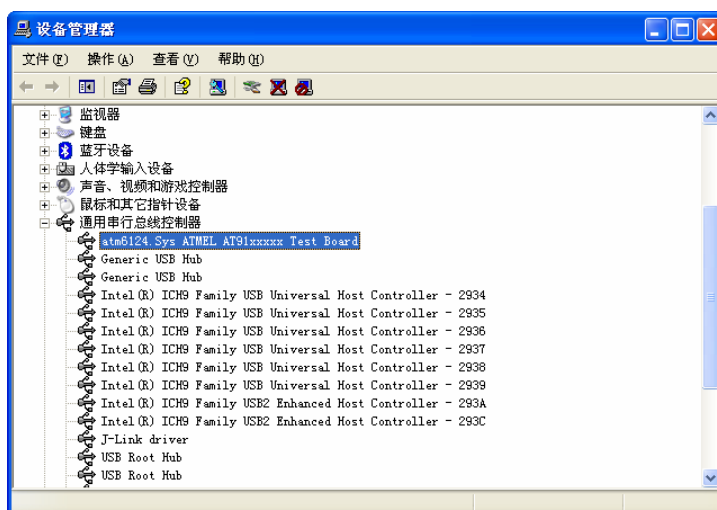 设备管理器
文件(F) 操作(A) 查看(V) 帮助(H)
监视器
键盘
蓝牙设备
人体学输入设备
声音、视频和游戏控制器
鼠标和其它指针设备
通用串行总线控制器
atm6124.Sys ATMEL AT91xxxxx Test Board
Generic USB Hub
Generic USB Hub
Intel(R) ICH9 Family USB Universal Host Controller - 2934
Intel(R) ICH9 Family USB Universal Host Controller - 2935
Intel(R) ICH9 Family USB Universal Host Controller - 2936
Intel(R) ICH9 Family USB Universal Host Controller - 2937
Intel(R) ICH9 Family USB Universal Host Controller - 2938
Intel(R) ICH9 Family USB Universal Host Controller - 2939
Intel(R) ICH9 Family USB2 Enhanced Host Controller - 293A
Intel(R) ICH9 Family USB2 Enhanced Host Controller - 293C
J-Link driver
USB Root Hub
USB Root Hub